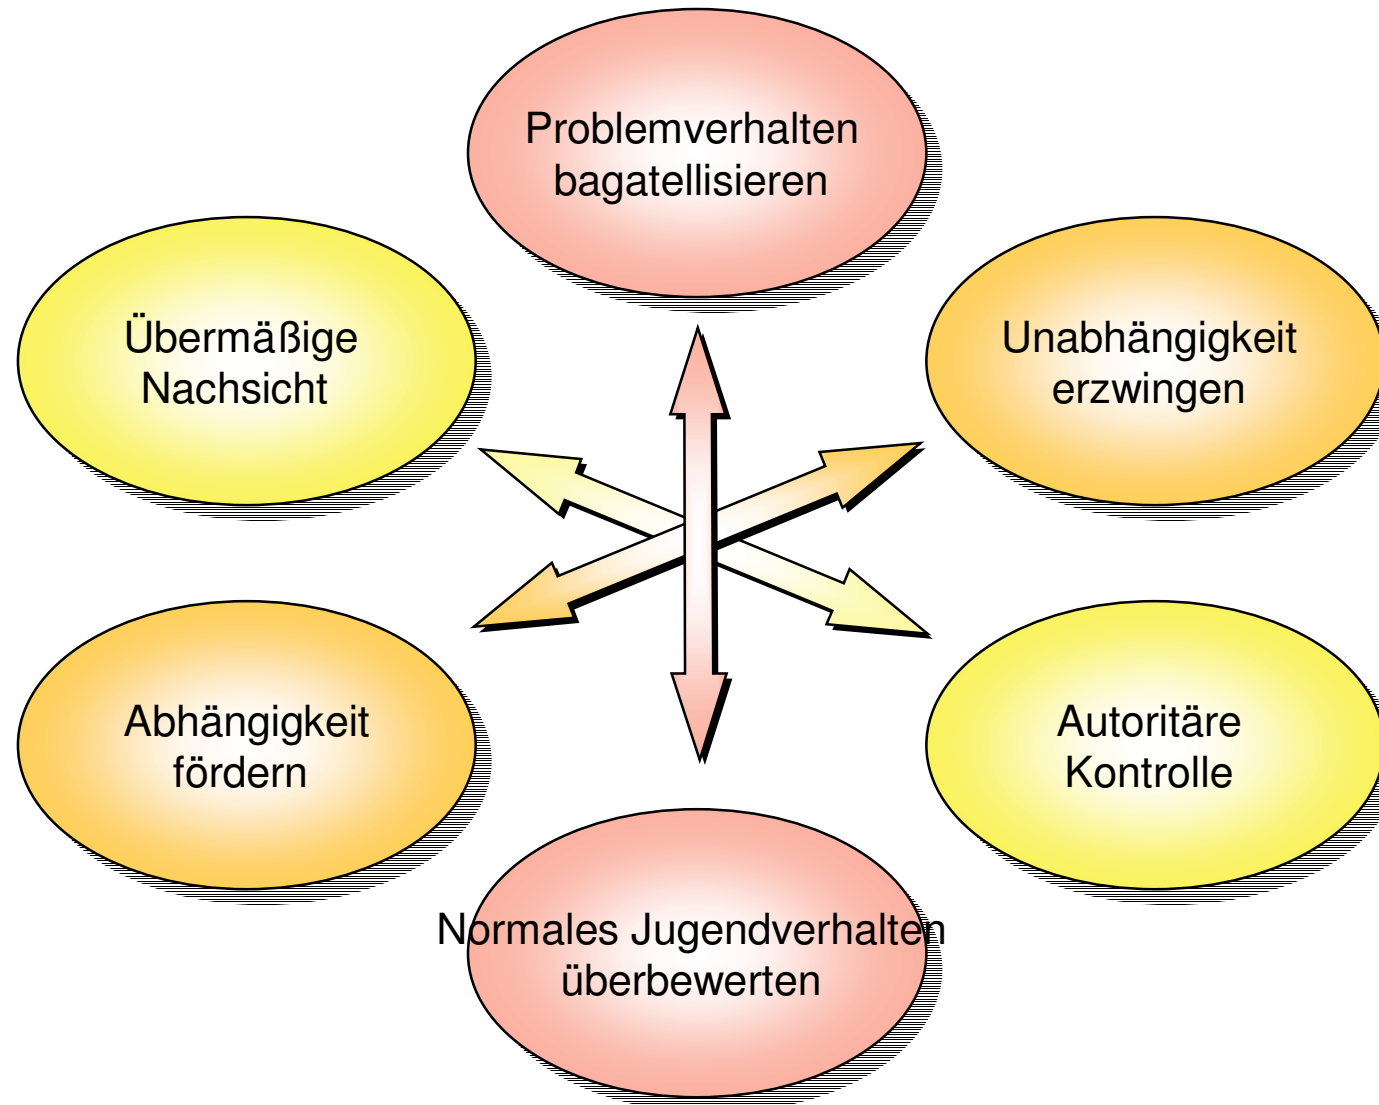 Problemverhalten
bagatellisieren
Übermäßige
Nachsicht
Unabhängigkeit
erzwingen
Abhängigkeit
fördern
Autoritäre
Kontrolle
Normales Jugendverhalten
überbewerten